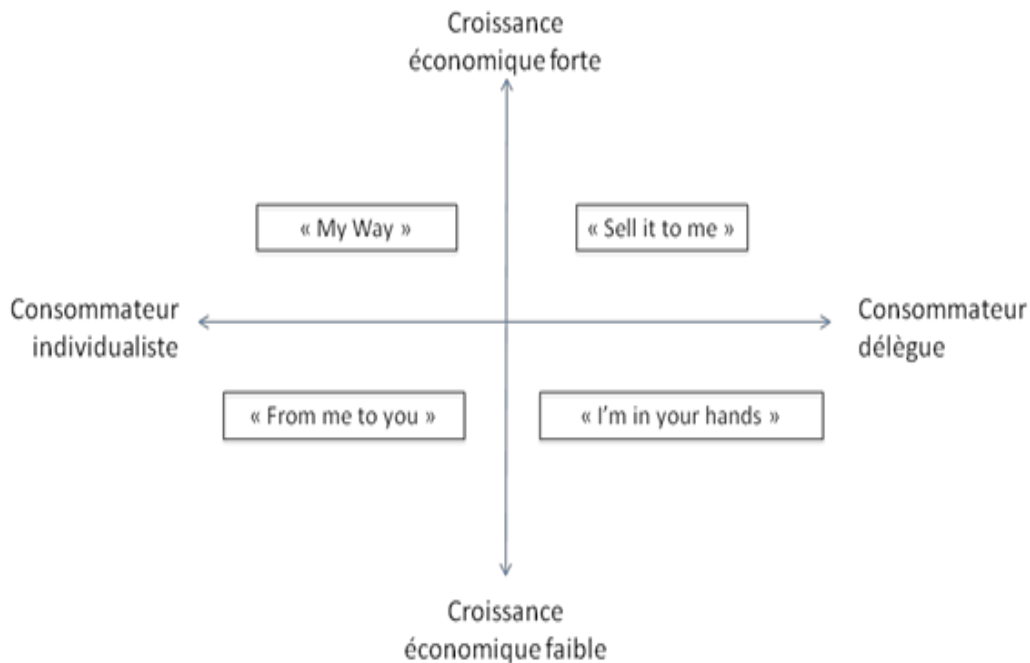 Croissance
économique forte
« My Way »
« Sell it to me »
Consommateur
individualiste
Consommateur
délègue
« From me to you »
« I'm in your hands »
Croissance
économique faible